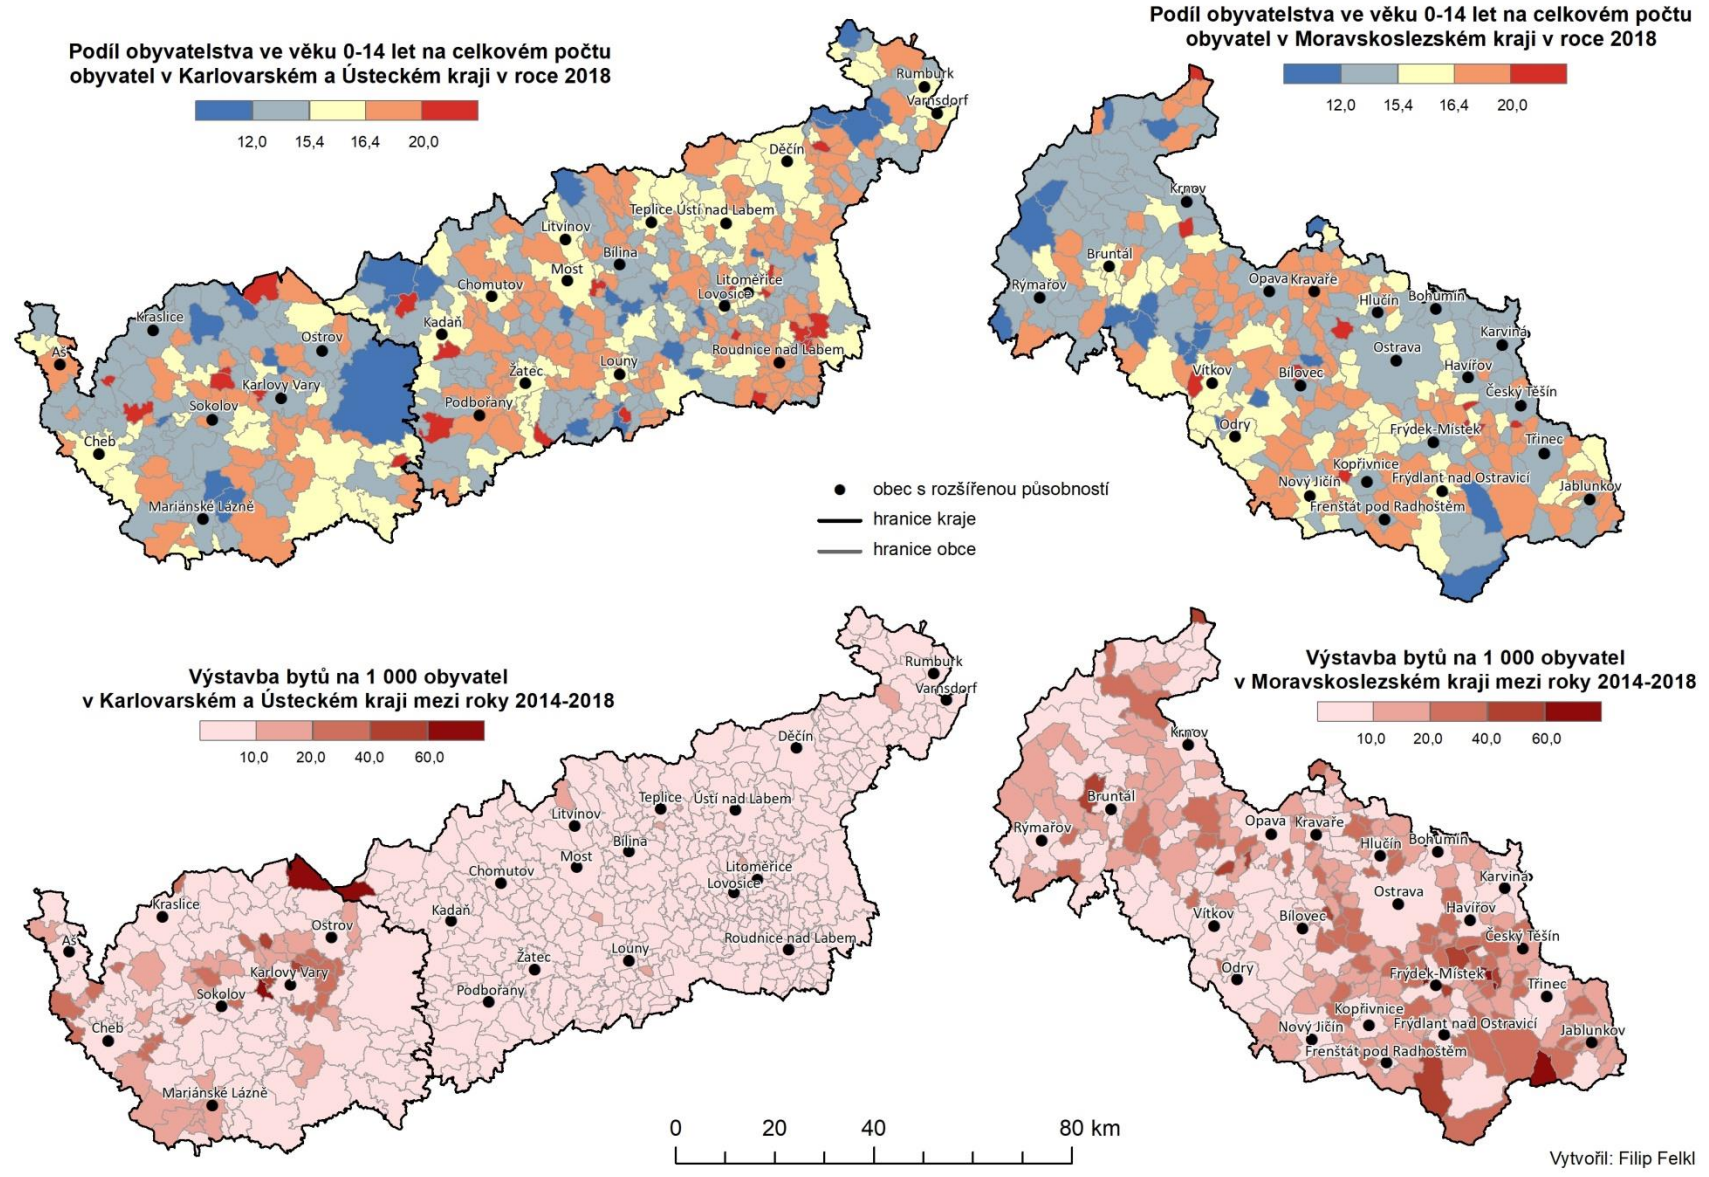 Podíl obyvatelstva ve věku 0-14 let na celkovém počtu
obyvatel v Karlovarském a Ústeckém kraji v roce 2018
12,0 15,4 16,4 20,0
Rumburk
Varnsdorf
Děčín
Teplice
Ústí nad Labem
Litvínov
Bílina
Most
Chomutov
Litoměřice
Lovosice
Kadaň
Roudnice nad Labem
Louny
Žatec
Podbořany
Kraslice
Ostrov
Aš
Karlovy Vary
Sokolov
Cheb
Mariánské Lázně
Podíl obyvatelstva ve věku 0-14 let na celkovém počtu
obyvatel v Moravskoslezském kraji v roce 2018
12,0 15,4 16,4 20,0
Krnov
Bruntál
Rýmařov
Opava
Kravaře
Hlučín
Bohumín
Karviná
Ostrava
Havířov
Vítkov
Bílovec
Český Těšín
Odry
Frýdek-Místek
Třinec
Kopřivnice
Nový Jičín
Frýdlant nad Ostravicí
Jablunkov
Frenštát pod Radhoštěm
obec s rozšířenou působností
hranice kraje
hranice obce
Výstavba bytů na 1 000 obyvatel
v Karlovarském a Ústeckém kraji mezi roky 2014-2018
10,0 20,0 40,0 60,0
Rumburk
Varnsdorf
Děčín
Teplice
Ústí nad Labem
Litvínov
Bílina
Most
Chomutov
Litoměřice
Lovosice
Kadaň
Roudnice nad Labem
Louny
Žatec
Podbořany
Kraslice
Ostrov
Aš
Karlovy Vary
Sokolov
Cheb
Mariánské Lázně
Výstavba bytů na 1 000 obyvatel
v Moravskoslezském kraji mezi roky 2014-2018
10,0 20,0 40,0 60,0
Krnov
Bruntál
Rýmařov
Opava
Kravaře
Hlučín
Bohumín
Karviná
Ostrava
Havířov
Vítkov
Bílovec
Český Těšín
Odry
Frýdek-Místek
Třinec
Kopřivnice
Nový Jičín
Frýdlant nad Ostravicí
Jablunkov
Frenštát pod Radhoštěm
0 20 40 80 km
Vytvořil: Filip Felkl